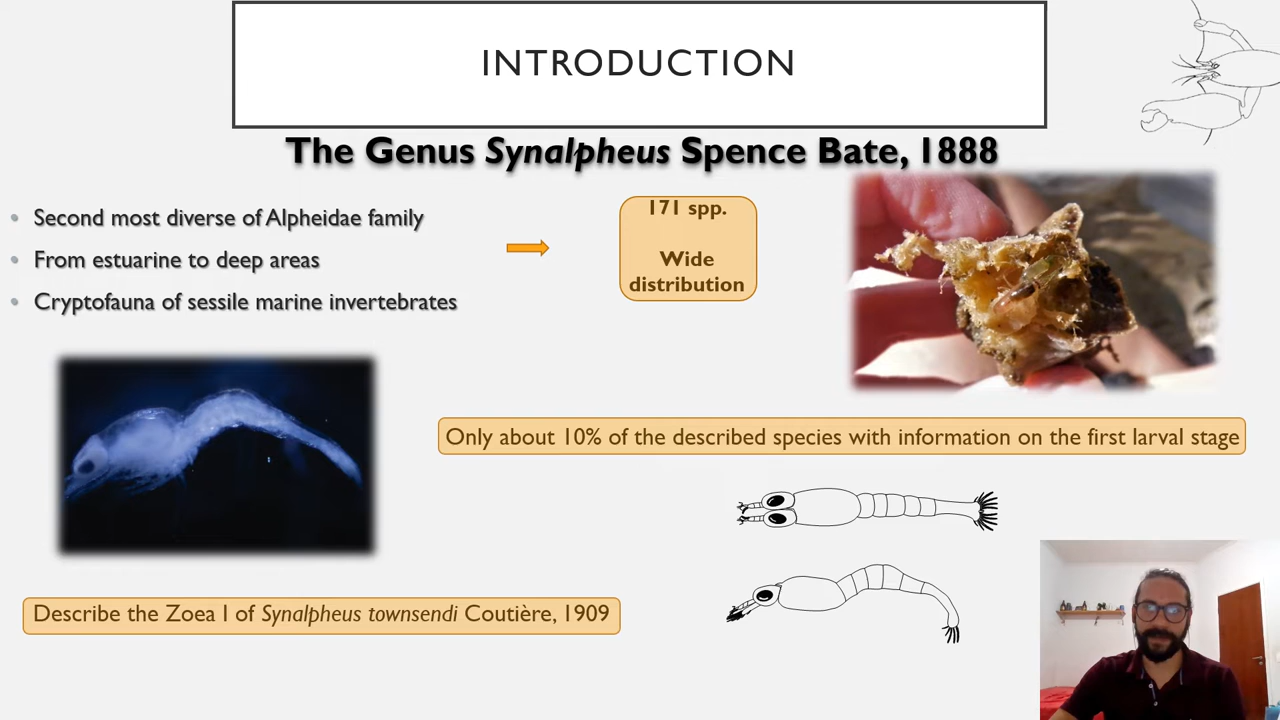 INTRODUCTION
The Genus Synalpheus Spence Bate, 1888
Second most diverse of Alpheidae family
From estuarine to deep areas
Cryptofauna of sessile marine invertebrates
171 spp.
Wide
distribution
Only about 10% of the described species with information on the first larval stage
Describe the Zoea I of Synalpheus townsendi Coutière, 1909